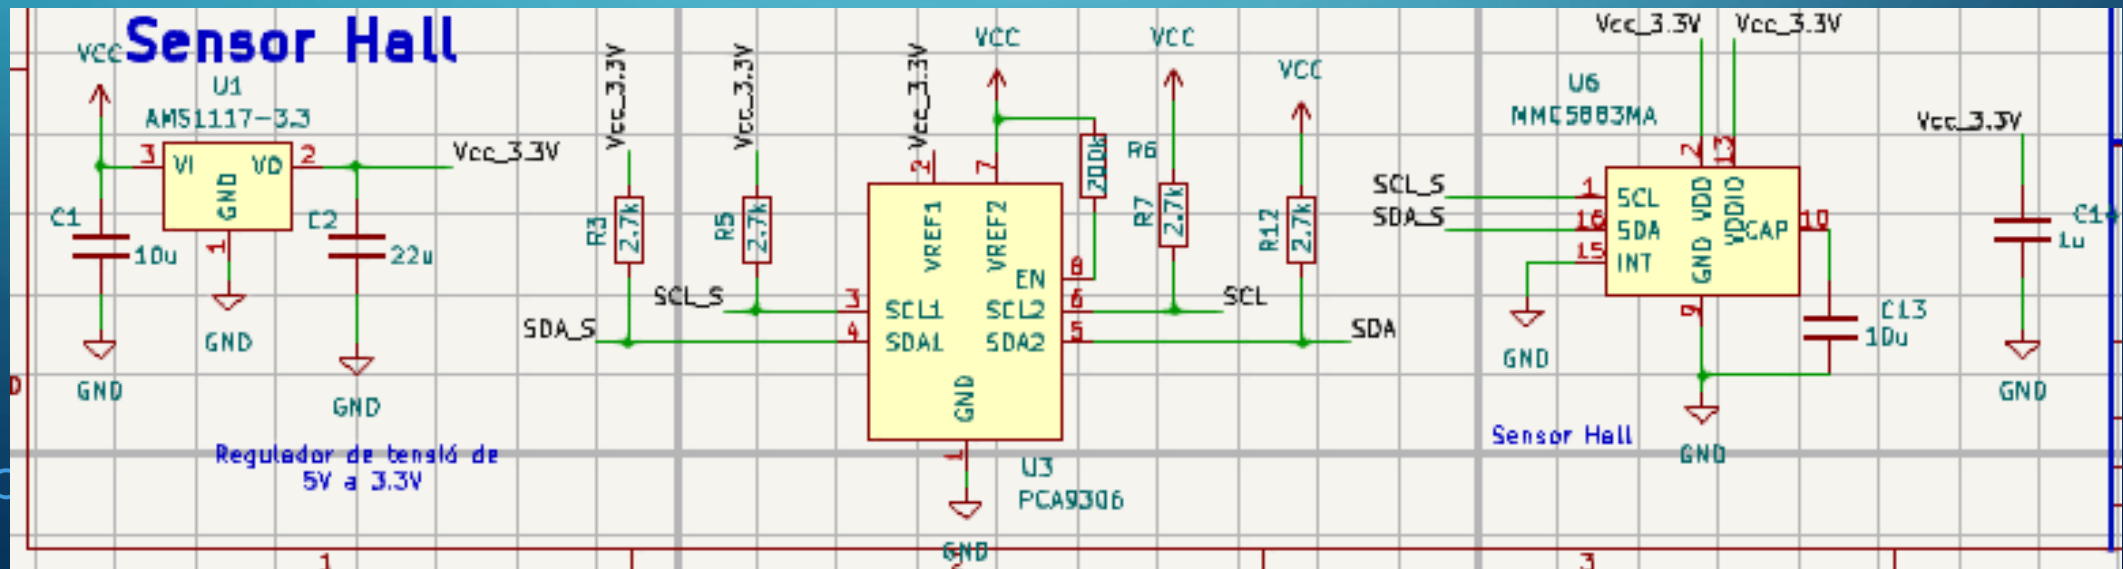 Sensor Hall
VCC
U1
AMS1117-3.3
3
VI
VO
2
GND
1
Vcc_3.3V
C1
10u
C2
22u
GND
GND
GND
Regulador de tensió de
5V a 3.3V
Vcc_3.3V
Vcc_3.3V
Vcc_3.3V
VCC
VCC
VCC
R3
2.7k
R5
2.7k
2
7
200k
R6
R7
2.7k
R12
2.7k
VREF1
VREF2
EN
8
SCL_S
3
SCL1
SCL2
6
SCL
SDA_S
4
SDA1
SDA2
5
SDA
GND
1
U3
PCA9306
GND
Vcc_3.3V
Vcc_3.3V
U6
MMC5883MA
2
13
SCL_S
1
SCL
SDA_S
16
SDA
15
INT
VDD
VDDIO
GND
CAP
10
9
C13
10u
GND
GND
Sensor Hall
Vcc_3.3V
1u
GND
1
2
3
D